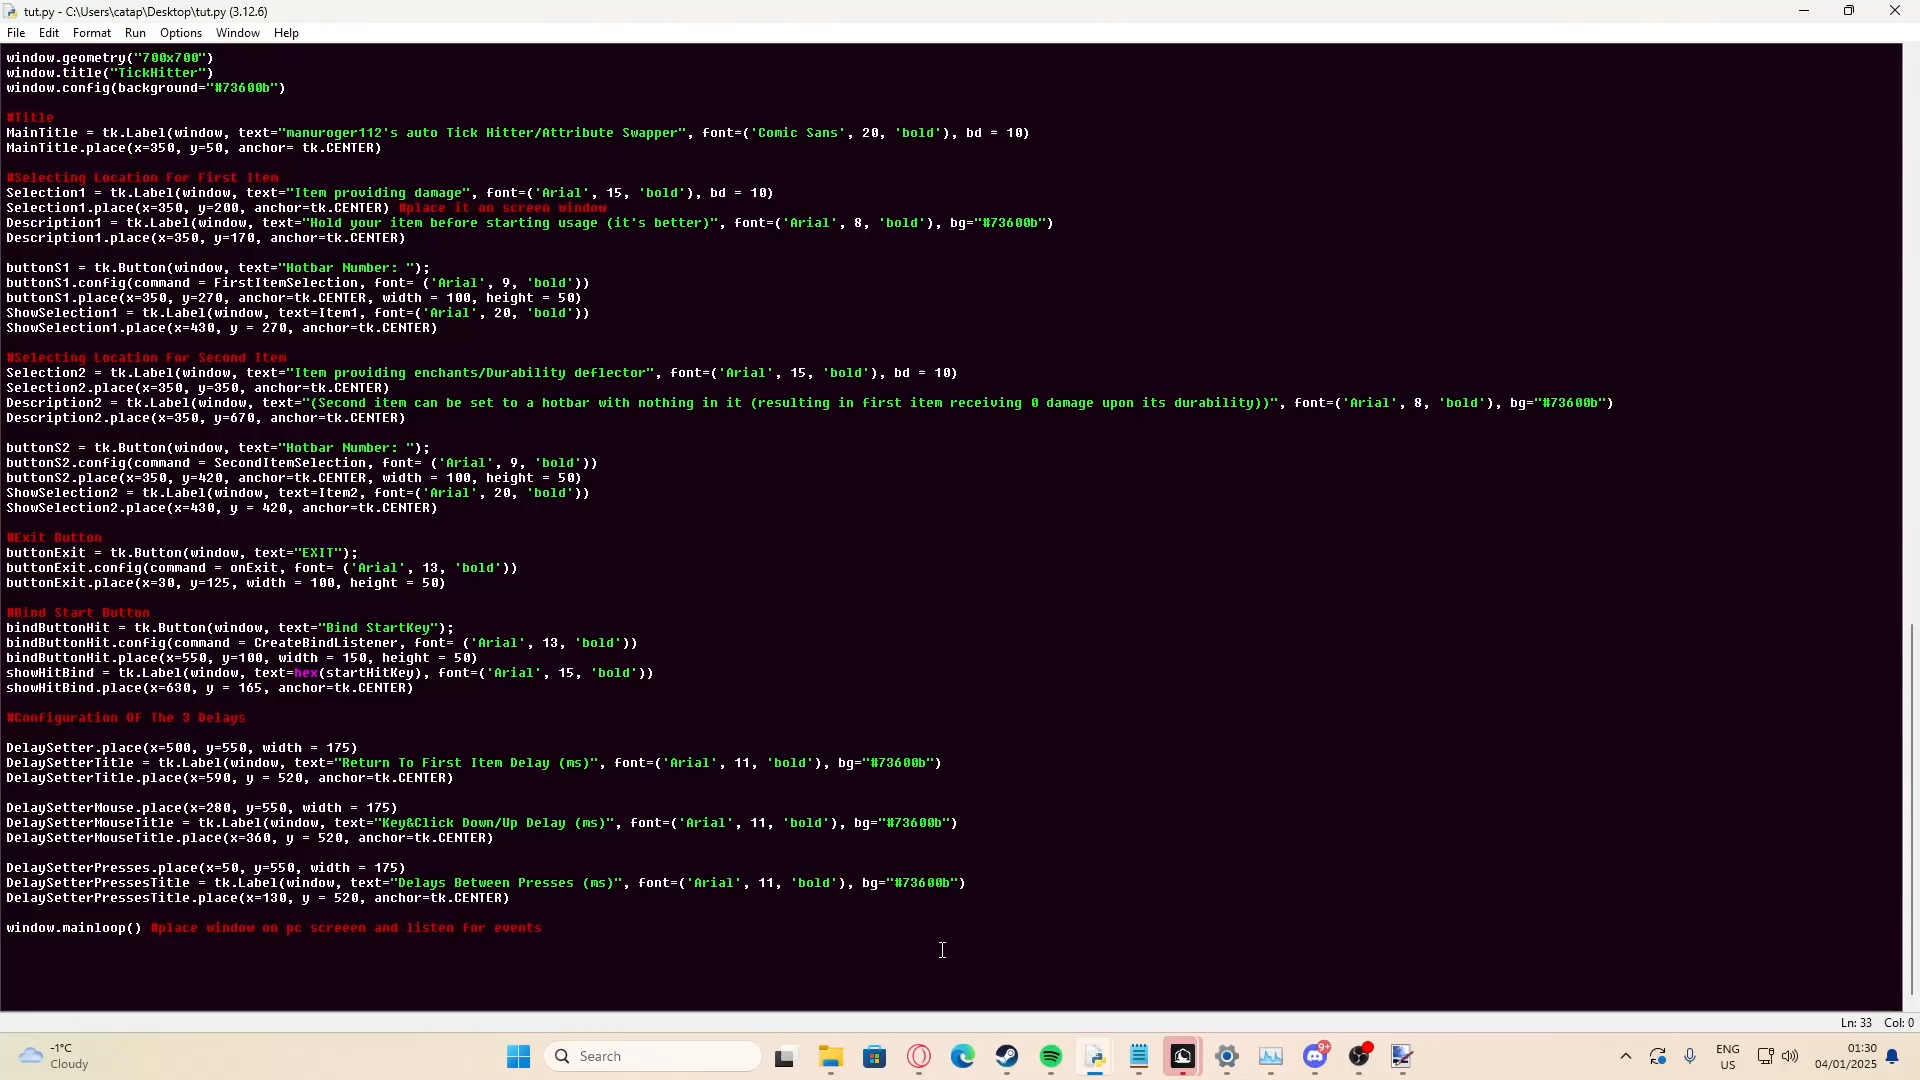 tut.py - C:\Users\catap\Desktop\tut.py (3.12.6)
File Edit Format Run Options Window Help
window.geometry("700x700")
window.title("TickHitter")
window.config(background="#73600b")
#Title
MainTitle = tk.Label(window, text="manuroger112's auto Tick Hitter/Attribute Swapper", font=('Comic Sans', 20, 'bold'), bd = 10)
MainTitle.place(x=350, y=50, anchor= tk.CENTER)
#Selecting Location For First Item
Selection1 = tk.Label(window, text="Item providing damage", font=('Arial', 15, 'bold'), bd = 10)
Selection1.place(x=350, y=200, anchor=tk.CENTER) #place it on screen window
Description1 = tk.Label(window, text="Hold your item before starting usage (it's better)", font=('Arial', 8, 'bold'), bg="#73600b")
Description1.place(x=350, y=170, anchor=tk.CENTER)
buttonS1 = tk.Button(window, text="Hotbar Number: ");
buttonS1.config(command = FirstItemSelection, font= ('Arial', 9, 'bold'))
buttonS1.place(x=350, y=270, anchor=tk.CENTER, width = 100, height = 50)
ShowSelection1 = tk.Label(window, text=Item1, font=('Arial', 20, 'bold'))
ShowSelection1.place(x=430, y = 270, anchor=tk.CENTER)
#Selecting Location For Second Item
Selection2 = tk.Label(window, text="Item providing enchants/Durability deflector", font=('Arial', 15, 'bold'), bd = 10)
Selection2.place(x=350, y=350, anchor=tk.CENTER)
Description2 = tk.Label(window, text="(Second item can be set to a hotbar with nothing in it (resulting in first item receiving 0 damage upon its durability))", font=('Arial', 8, 'bold'), bg="#73600b")
Description2.place(x=350, y=670, anchor=tk.CENTER)
buttonS2 = tk.Button(window, text="Hotbar Number: ");
buttonS2.config(command = SecondItemSelection, font= ('Arial', 9, 'bold'))
buttonS2.place(x=350, y=420, anchor=tk.CENTER, width = 100, height = 50)
ShowSelection2 = tk.Label(window, text=Item2, font=('Arial', 20, 'bold'))
ShowSelection2.place(x=430, y = 420, anchor=tk.CENTER)
#Exit Button
buttonExit = tk.Button(window, text="EXIT");
buttonExit.config(command = onExit, font= ('Arial', 13, 'bold'))
buttonExit.place(x=30, y=125, width = 100, height = 50)
#Bind Start Button
bindButtonHit = tk.Button(window, text="Bind StartKey");
bindButtonHit.config(command = CreateBindListener, font= ('Arial', 13, 'bold'))
bindButtonHit.place(x=550, y=100, width = 150, height = 50)
showHitBind = tk.Label(window, text=hex(startHitKey), font=('Arial', 15, 'bold'))
showHitBind.place(x=630, y = 165, anchor=tk.CENTER)
#Configuration Of The 3 Delays
DelaySetter.place(x=500, y=550, width = 175)
DelaySetterTitle = tk.Label(window, text="Return To First Item Delay (ms)", font=('Arial', 11, 'bold'), bg="#73600b")
DelaySetterTitle.place(x=590, y = 520, anchor=tk.CENTER)
DelaySetterMouse.place(x=280, y=550, width = 175)
DelaySetterMouseTitle = tk.Label(window, text="Key&Click Down/Up Delay (ms)", font=('Arial', 11, 'bold'), bg="#73600b")
DelaySetterMouseTitle.place(x=360, y = 520, anchor=tk.CENTER)
DelaySetterPresses.place(x=50, y=550, width = 175)
DelaySetterPressesTitle = tk.Label(window, text="Delays Between Presses (ms)", font=('Arial', 11, 'bold'), bg="#73600b")
DelaySetterPressesTitle.place(x=130, y = 520, anchor=tk.CENTER)
window.mainloop() #place window on pc screeen and listen for events
Ln: 33 Col: 0
-1°C
Cloudy
Search
9+
ENG
US
01:30
04/01/2025